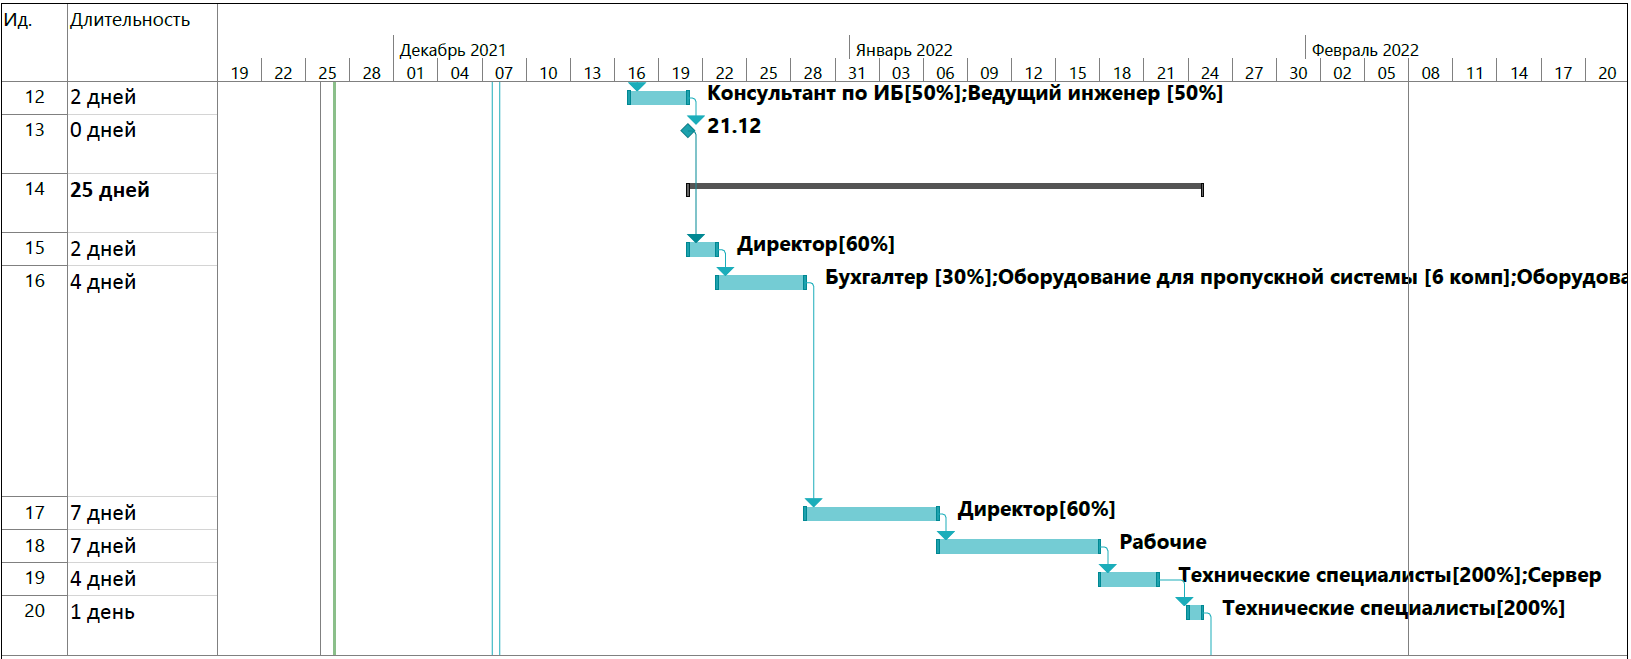 Ид. Длительность
Декабрь 2021 Январь 2022 Февраль 2022
19 22 25 28 01 04 07 10 13 16 19 22 25 28 31 03 06 09 12 15 18 21 24 27 30 02 05 08 11 14 17 20
12 2 дней Консультант по ИБ[50%];Ведущий инженер [50%]
13 0 дней 21.12
14 25 дней
15 2 дней Директор[60%]
16 4 дней Бухгалтер [30%];Оборудование для пропускной системы [6 комп];Оборудова
17 7 дней Директор[60%]
18 7 дней Рабочие
19 4 дней Технические специалисты[200%];Сервер
20 1 день Технические специалисты[200%]